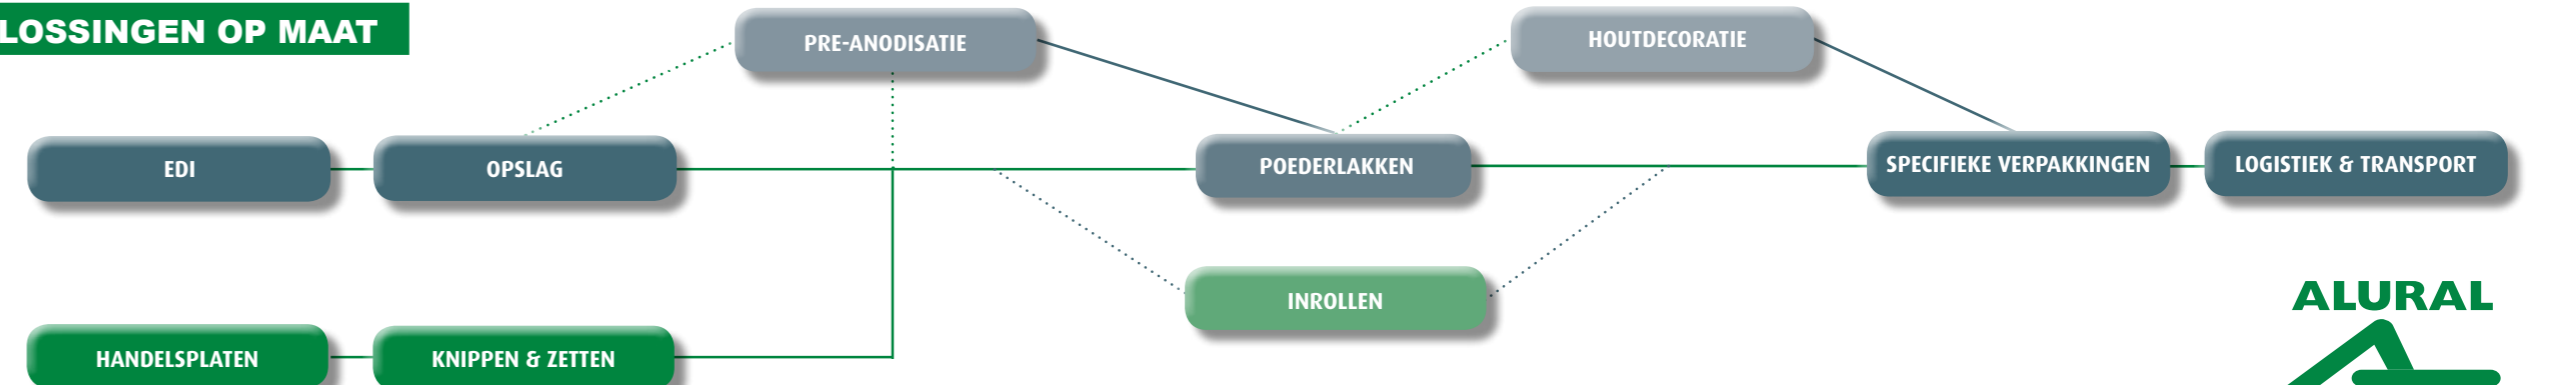 LOSSINGEN OP MAAT
PRE-ANODISATIE
HOUTDECORATIE
EDI
OPSLAG
POEDERLAKKEN
SPECIFIEKE VERPAKKINGEN
LOGISTIEK & TRANSPORT
INROLLEN
ALURAL
HANDELSPLATEN
KNIPPEN & ZETTEN